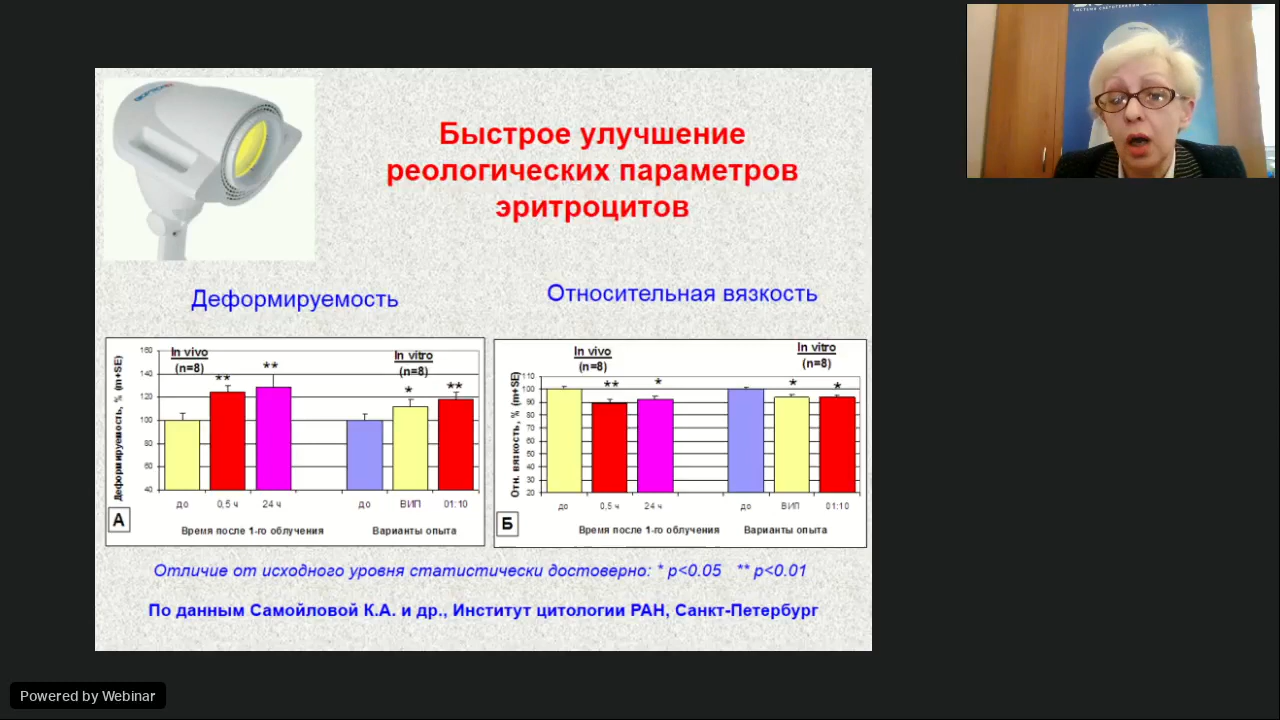 Быстрое улучшение
реологических параметров
эритроцитов
Деформируемость
Относительная вязкость
In vivo
(n=8)
In vitro
(n=8)
**
**
*
**
Деформируемость, % (m+SE)
160
140
120
100
80
60
40
до
0,5 ч
24 ч
до
ВИП
01:10
А
Время после 1-го облучения
Варианты опыта
In vivo
(n=8)
In vitro
(n=8)
**
*
*
*
Отн. вязкость, % (m+SE)
110
100
90
80
70
60
50
40
30
20
до
0,5 ч
24 ч
до
ВИП
01:10
Б
Время после 1-го облучения
Варианты опыта
Отличие от исходного уровня статистически достоверно: * p<0.05 ** p<0.01
По данным Самойловой К.А. и др., Институт цитологии РАН, Санкт-Петербург
Powered by Webinar